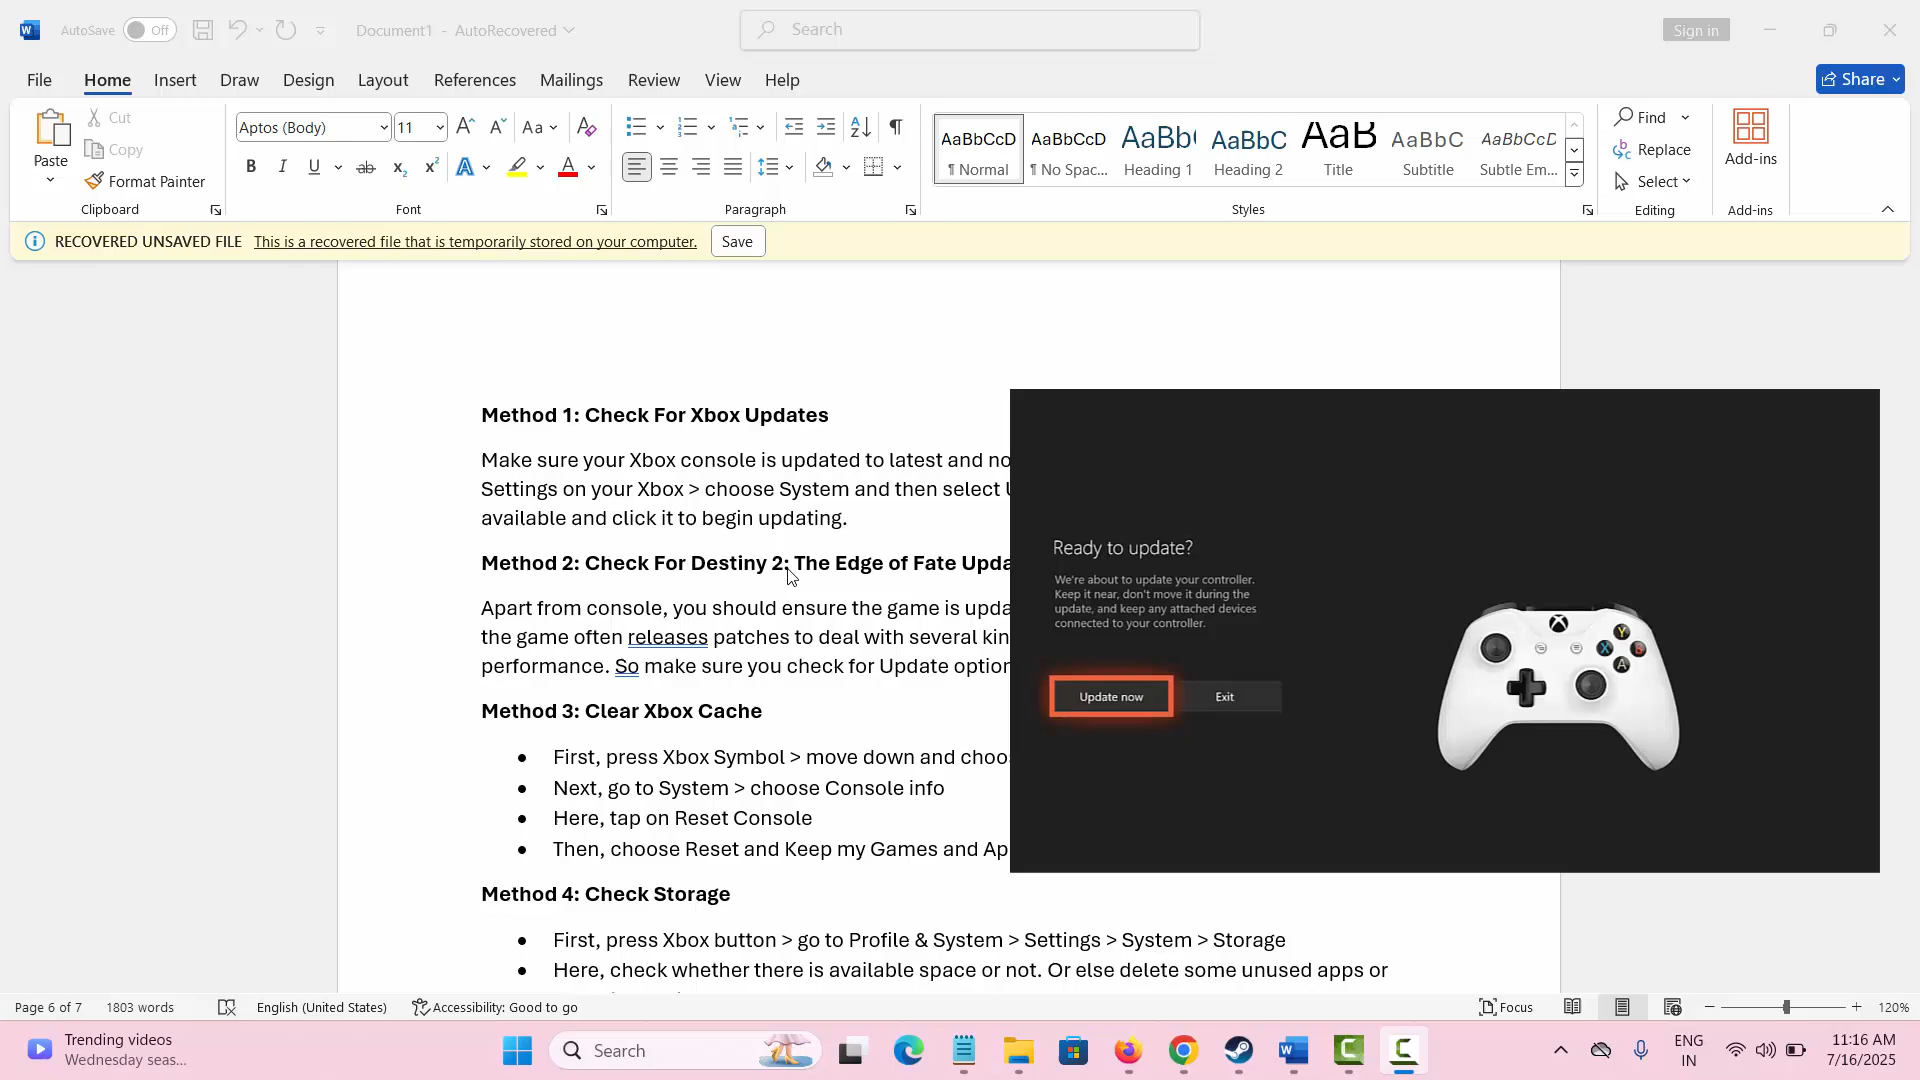 AutoSave Off Document1 - AutoRecovered Search Sign in
File Home Insert Draw Design Layout References Mailings Review View Help Share
Paste Cut Copy Format Painter
Aptos (Body) 11
AaBbCcD AaBbCcD AaBb( AaBbC AaB AaBbC AaBbCcD
¶ Normal ¶ No Spac... Heading 1 Heading 2 Title Subtitle Subtle Em...
Find Replace Select Add-ins
Clipboard Font Paragraph Styles Editing Add-ins
RECOVERED UNSAVED FILE This is a recovered file that is temporarily stored on your computer. Save
Method 1: Check For Xbox Updates
Make sure your Xbox console is updated to latest and no
Settings on your Xbox > choose System and then select
available and click it to begin updating.
Method 2: Check For Destiny 2: The Edge of Fate Upda
Apart from console, you should ensure the game is upda
the game often releases patches to deal with several kin
performance. So make sure you check for Update option
Method 3: Clear Xbox Cache
• First, press Xbox Symbol > move down and choo
• Next, go to System > choose Console info
• Here, tap on Reset Console
• Then, choose Reset and Keep my Games and Ap
Method 4: Check Storage
• First, press Xbox button > go to Profile & System > Settings > System > Storage
• Here, check whether there is available space or not. Or else delete some unused apps or
Ready to update?
We're about to update your controller.
Keep it near, don't move it during the
update, and keep any attached devices
connected to your controller.
Update now Exit
Y
X B
A
Page 6 of 7 1803 words English (United States) Accessibility: Good to go Focus 120%
Trending videos
Wednesday seas...
Search
ENG
IN
11:16 AM
7/16/2025